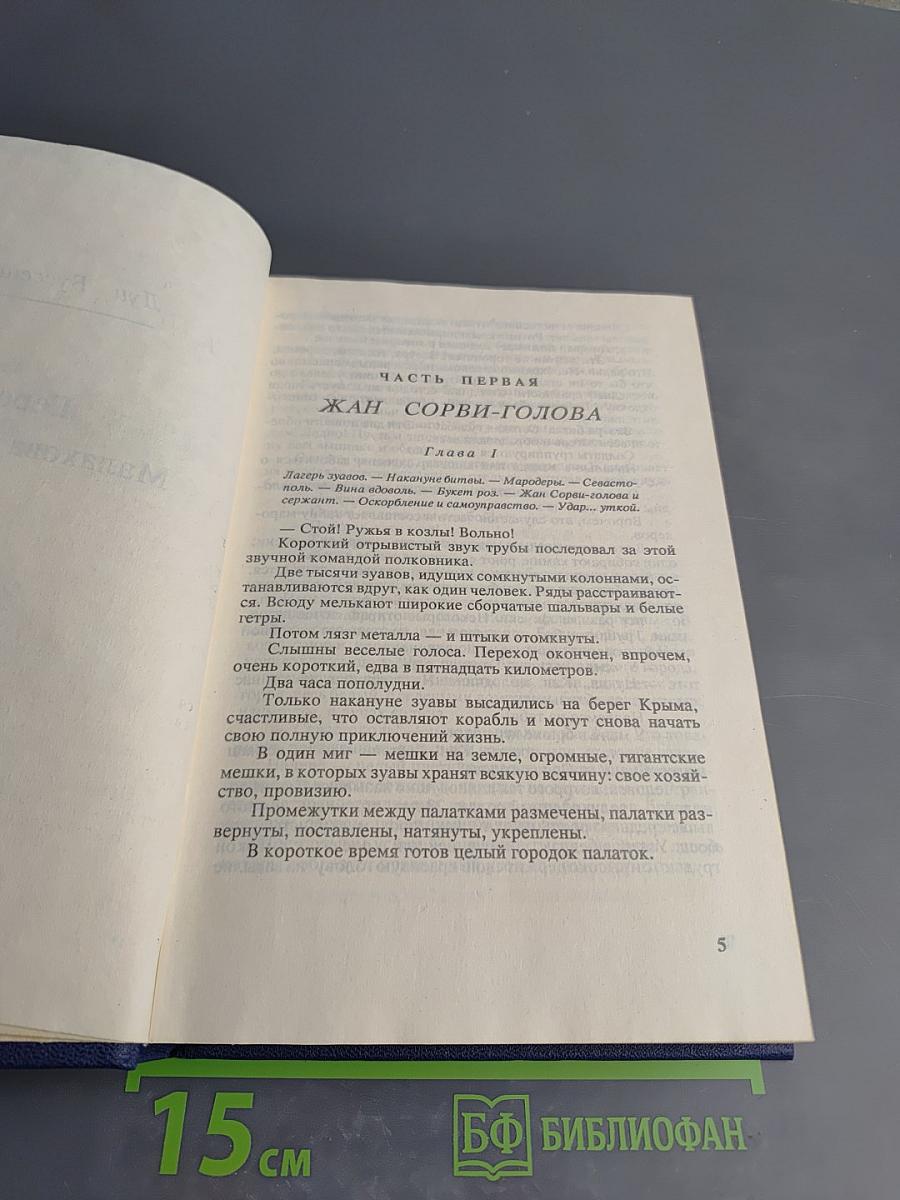 ЧАСТЬ ПЕРВАЯ
ЖАН СОРВИ-ГОЛОВА
Глава I
Лагерь зуавов. — Накануне битвы. — Мародеры. — Севасто-
поль. — Вина вдоволь. — Букет роз. — Жан Сорви-голова и
сержант. — Оскорбление и самоуправство. — Удар... уткой.
— Стой! Ружья в козлы! Вольно!
Короткий отрывистый звук трубы последовал за этой
звучной командой полковника.
Две тысячи зуавов, идущих сомкнутыми колоннами, ос-
танавливаются вдруг, как один человек. Ряды расстраивают-
ся. Всюду мелькают широкие сборчатые шальвары и белые
гетры.
Потом лязг металла — и штыки отомкнуты.
Слышны веселые голоса. Переход окончен, впрочем,
очень короткий, едва в пятнадцать километров.
Два часа пополудни.
Только накануне зуавы высадились на берег Крыма,
счастливые, что оставляют корабль и могут снова начать
свою полную приключений жизнь.
В один миг — мешки на земле, огромные, гигантские
мешки, в которых зуавы хранят всякую всячину: свое хозяй-
ство, провизию.
Промежутки между палатками размечены, палатки раз-
вернуты, поставлены, натянуты, укреплены.
В короткое время готов целый городок палаток.
5
15 см
БФ БИБЛИОФАН